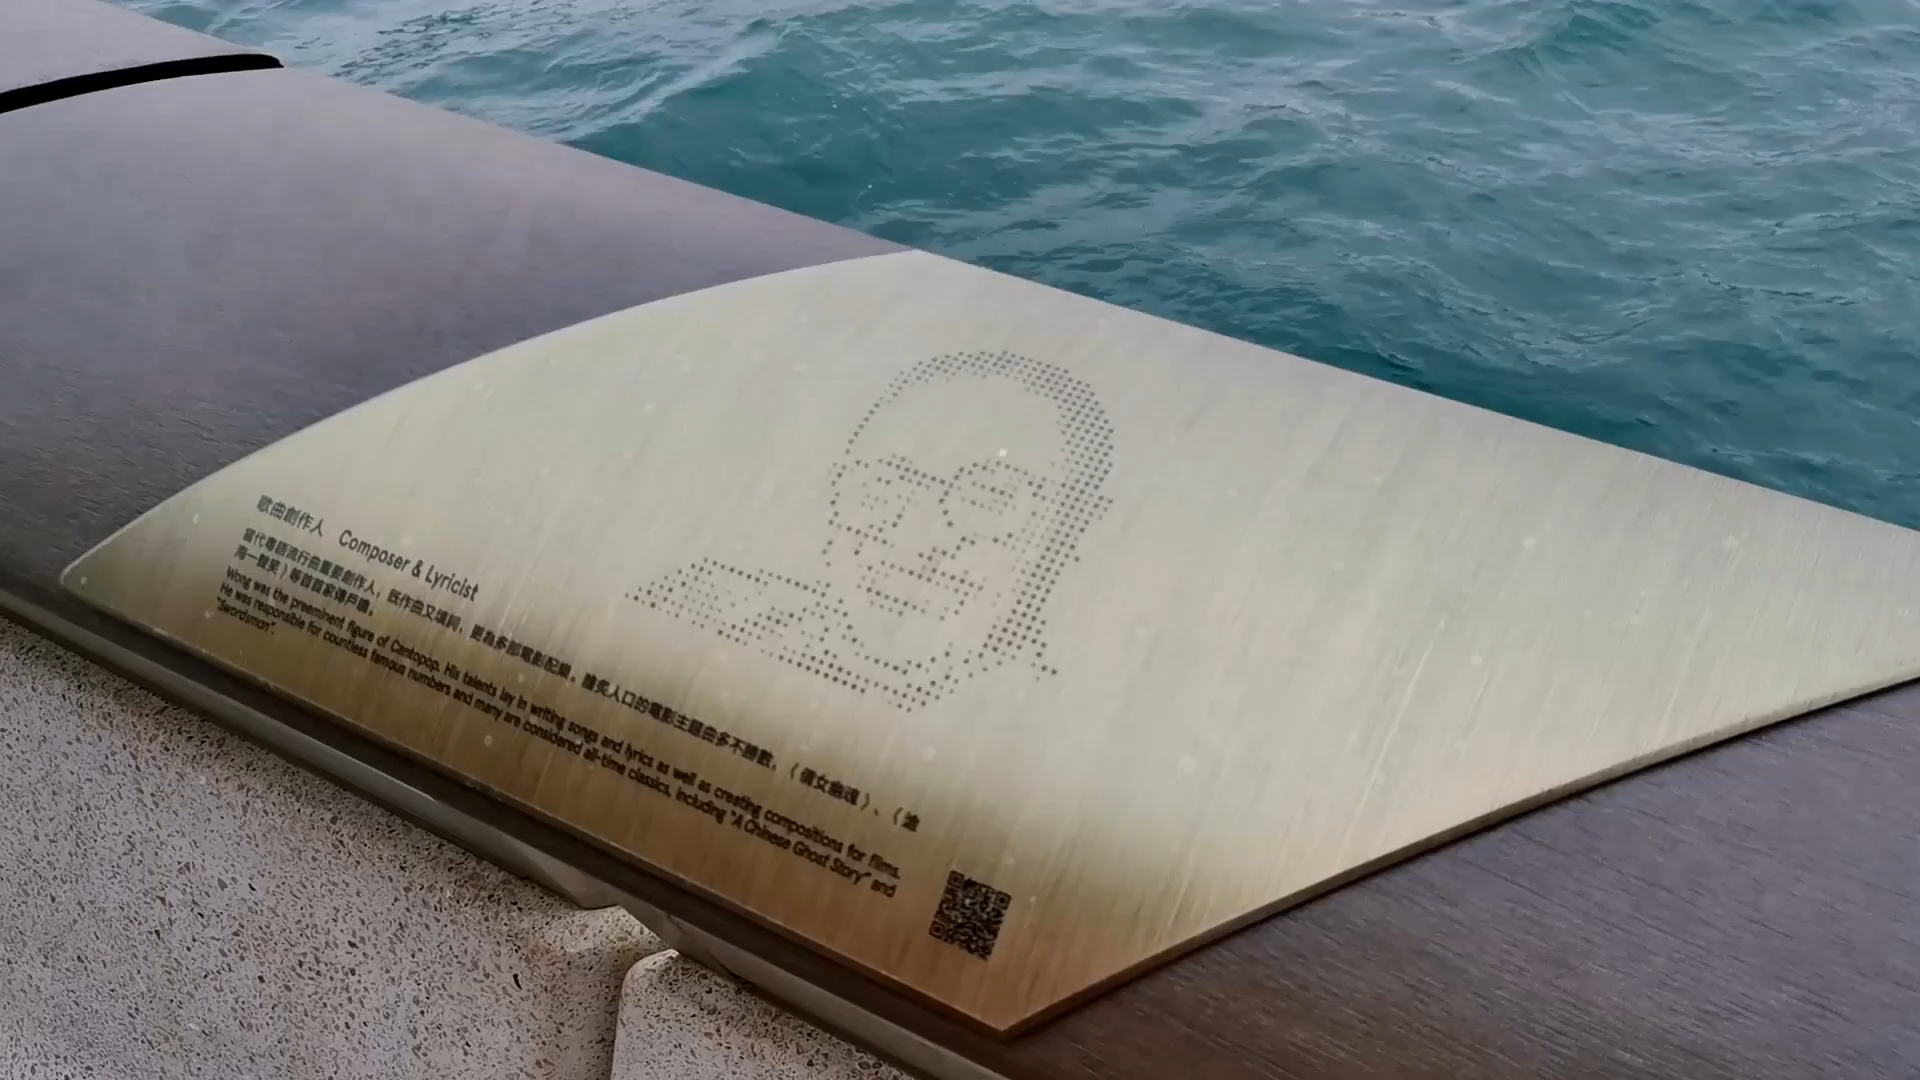 歌曲創作人 Composer & Lyricist
當代粵語流行曲重要創作人，既作曲又填詞，更為多部電影配樂，膾炙人口的電影主題曲多不勝數，《倩女幽魂》、《滄
海一聲笑》等首首家傳戶曉。
Wong was the preeminent figure of Cantopop. His talents lay in writing songs and lyrics as well as creating compositions for films.
He was responsible for countless famous numbers and many are considered all-time classics, including "A Chinese Ghost Story" and
"Swordsman".